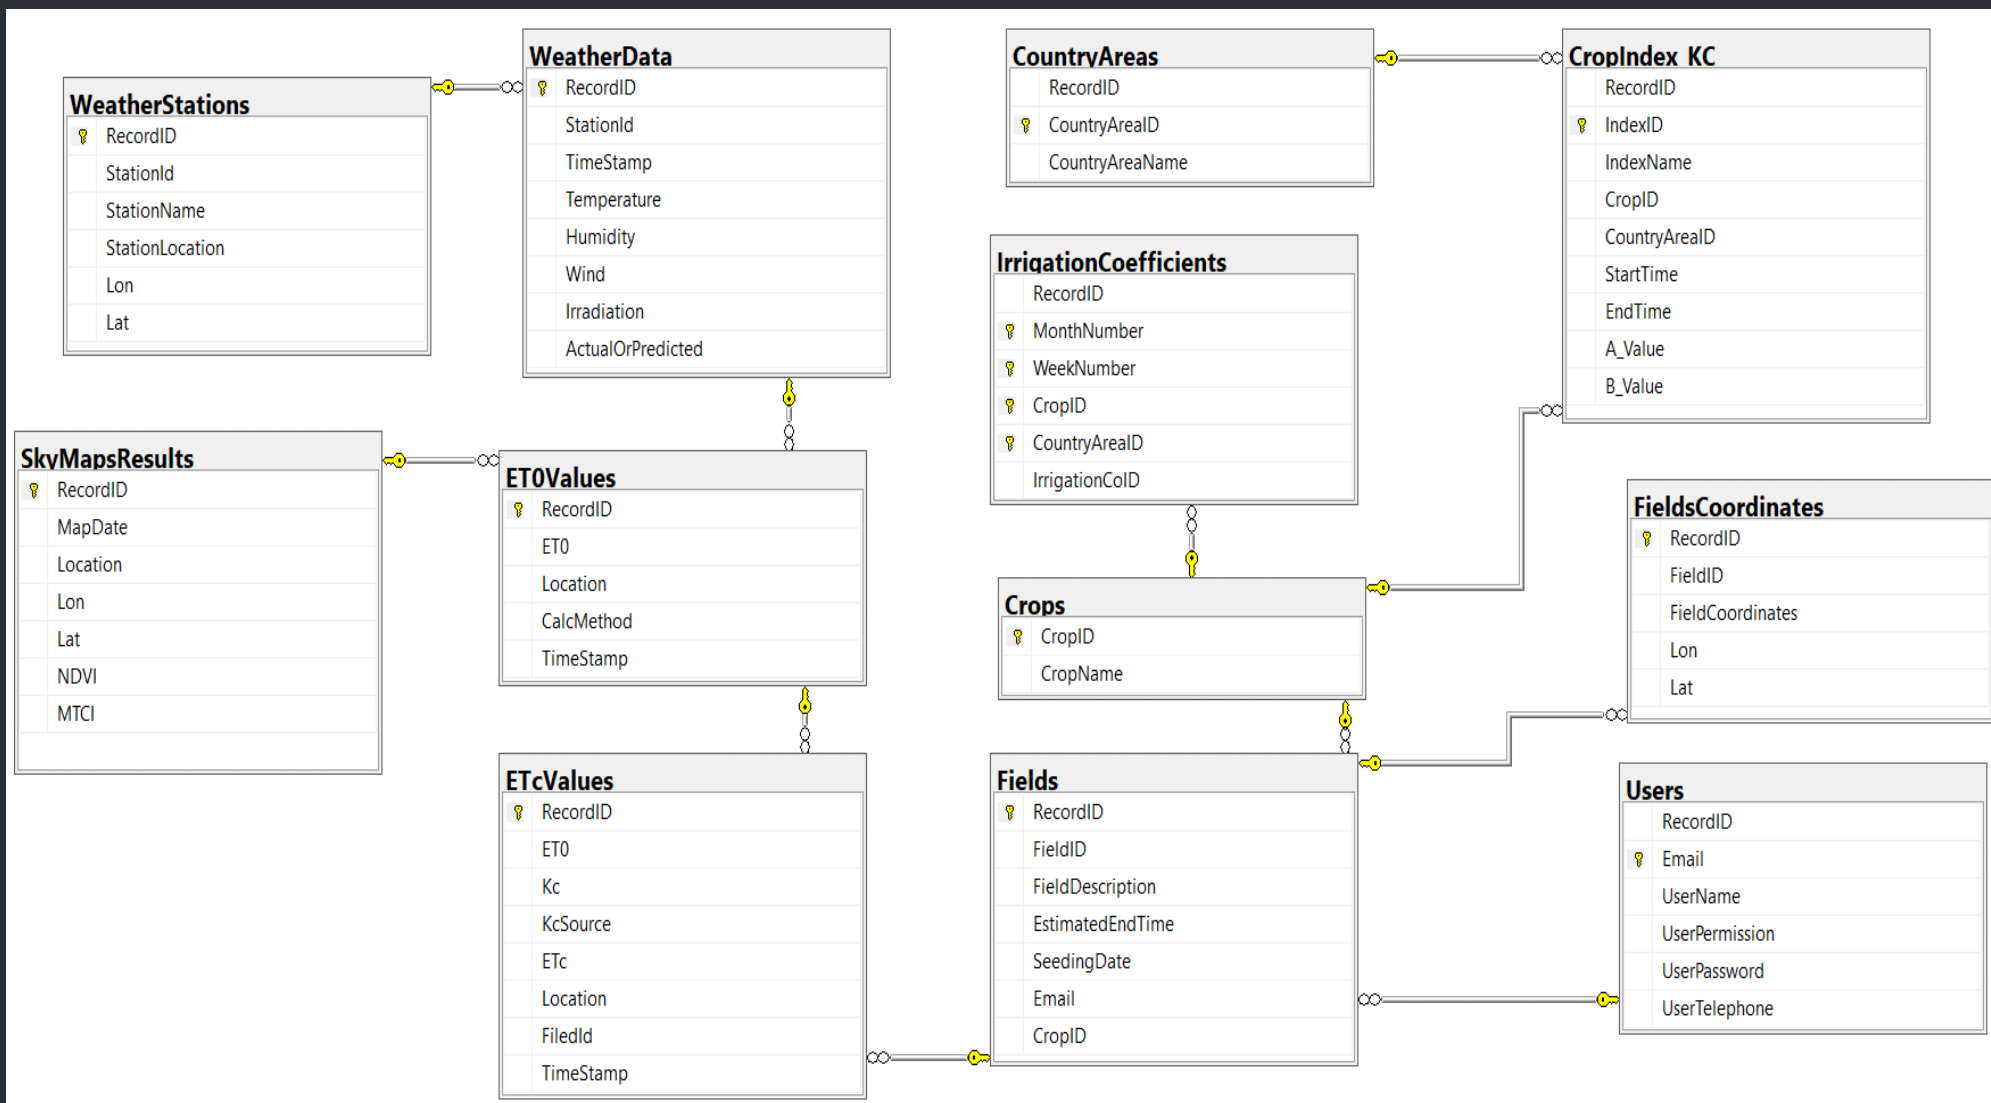 WeatherStations
RecordID
StationId
StationName
StationLocation
Lon
Lat
WeatherData
RecordID
StationId
TimeStamp
Temperature
Humidity
Wind
Irradiation
ActualOrPredicted
CountryAreas
RecordID
CountryAreaID
CountryAreaName
CropIndex_KC
RecordID
IndexID
IndexName
CropID
CountryAreaID
StartTime
EndTime
A_Value
B_Value
IrrigationCoefficients
RecordID
MonthNumber
WeekNumber
CropID
CountryAreaID
IrrigationCoID
SkyMapsResults
RecordID
MapDate
Location
Lon
Lat
NDVI
MTCI
ET0Values
RecordID
ET0
Location
CalcMethod
TimeStamp
Crops
CropID
CropName
FieldsCoordinates
RecordID
FieldID
FieldCoordinates
Lon
Lat
ETcValues
RecordID
ET0
Kc
KcSource
ETc
Location
FiledId
TimeStamp
Fields
RecordID
FieldID
FieldDescription
EstimatedEndTime
SeedingDate
Email
CropID
Users
RecordID
Email
UserName
UserPermission
UserPassword
UserTelephone